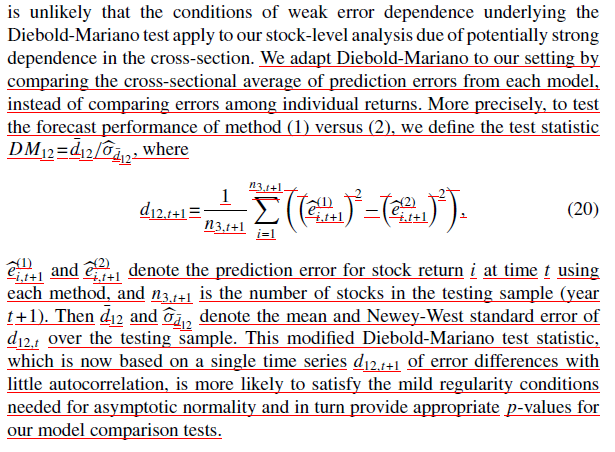 is unlikely that the conditions of weak error dependence underlying the
Diebold-Mariano test apply to our stock-level analysis due of potentially strong
dependence in the cross-section. We adapt Diebold-Mariano to our setting by
comparing the cross-sectional average of prediction errors from each model,
instead of comparing errors among individual returns. More precisely, to test
the forecast performance of method (1) versus (2), we define the test statistic
$DM_{12}=\bar{d}_{12}/\widehat{\sigma}_{\bar{d}_{12}}$, where
$d_{12,t+1}=\frac{1}{n_{3,t+1}}\sum_{i=1}^{n_{3,t+1}}\left(\left(\widehat{e}_{i,t+1}^{(1)}\right)^2-\left(\widehat{e}_{i,t+1}^{(2)}\right)^2\right),$ (20)
$\widehat{e}_{i,t+1}^{(1)}$ and $\widehat{e}_{i,t+1}^{(2)}$ denote the prediction error for stock return $i$ at time $t$ using
each method, and $n_{3,t+1}$ is the number of stocks in the testing sample (year
$t+1$). Then $\bar{d}_{12}$ and $\widehat{\sigma}_{\bar{d}_{12}}$ denote the mean and Newey-West standard error of
$d_{12,t}$ over the testing sample. This modified Diebold-Mariano test statistic,
which is now based on a single time series $d_{12,t+1}$ of error differences with
little autocorrelation, is more likely to satisfy the mild regularity conditions
needed for asymptotic normality and in turn provide appropriate $p$-values for
our model comparison tests.